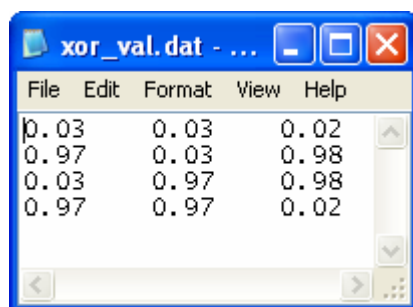 xor_val.dat - ...
File Edit Format View Help
0.03 0.03 0.02
0.97 0.03 0.98
0.03 0.97 0.98
0.97 0.97 0.02